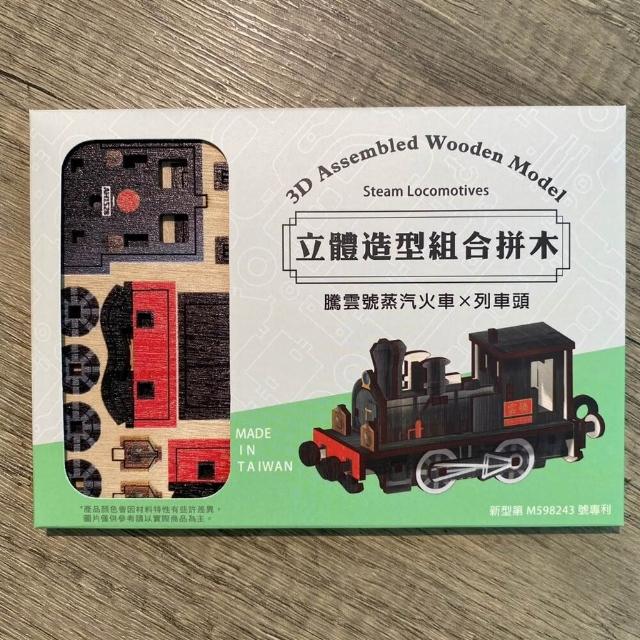 3D Assembled Wooden Model
Steam Locomotives
立體造型組合拼木
騰雲號蒸汽火車×列車頭
MADE
IN
TAIWAN
*產品顏色會因材料特性有些許差異，
圖片僅供參考請以實際商品為主。
新型第 M598243 號專利